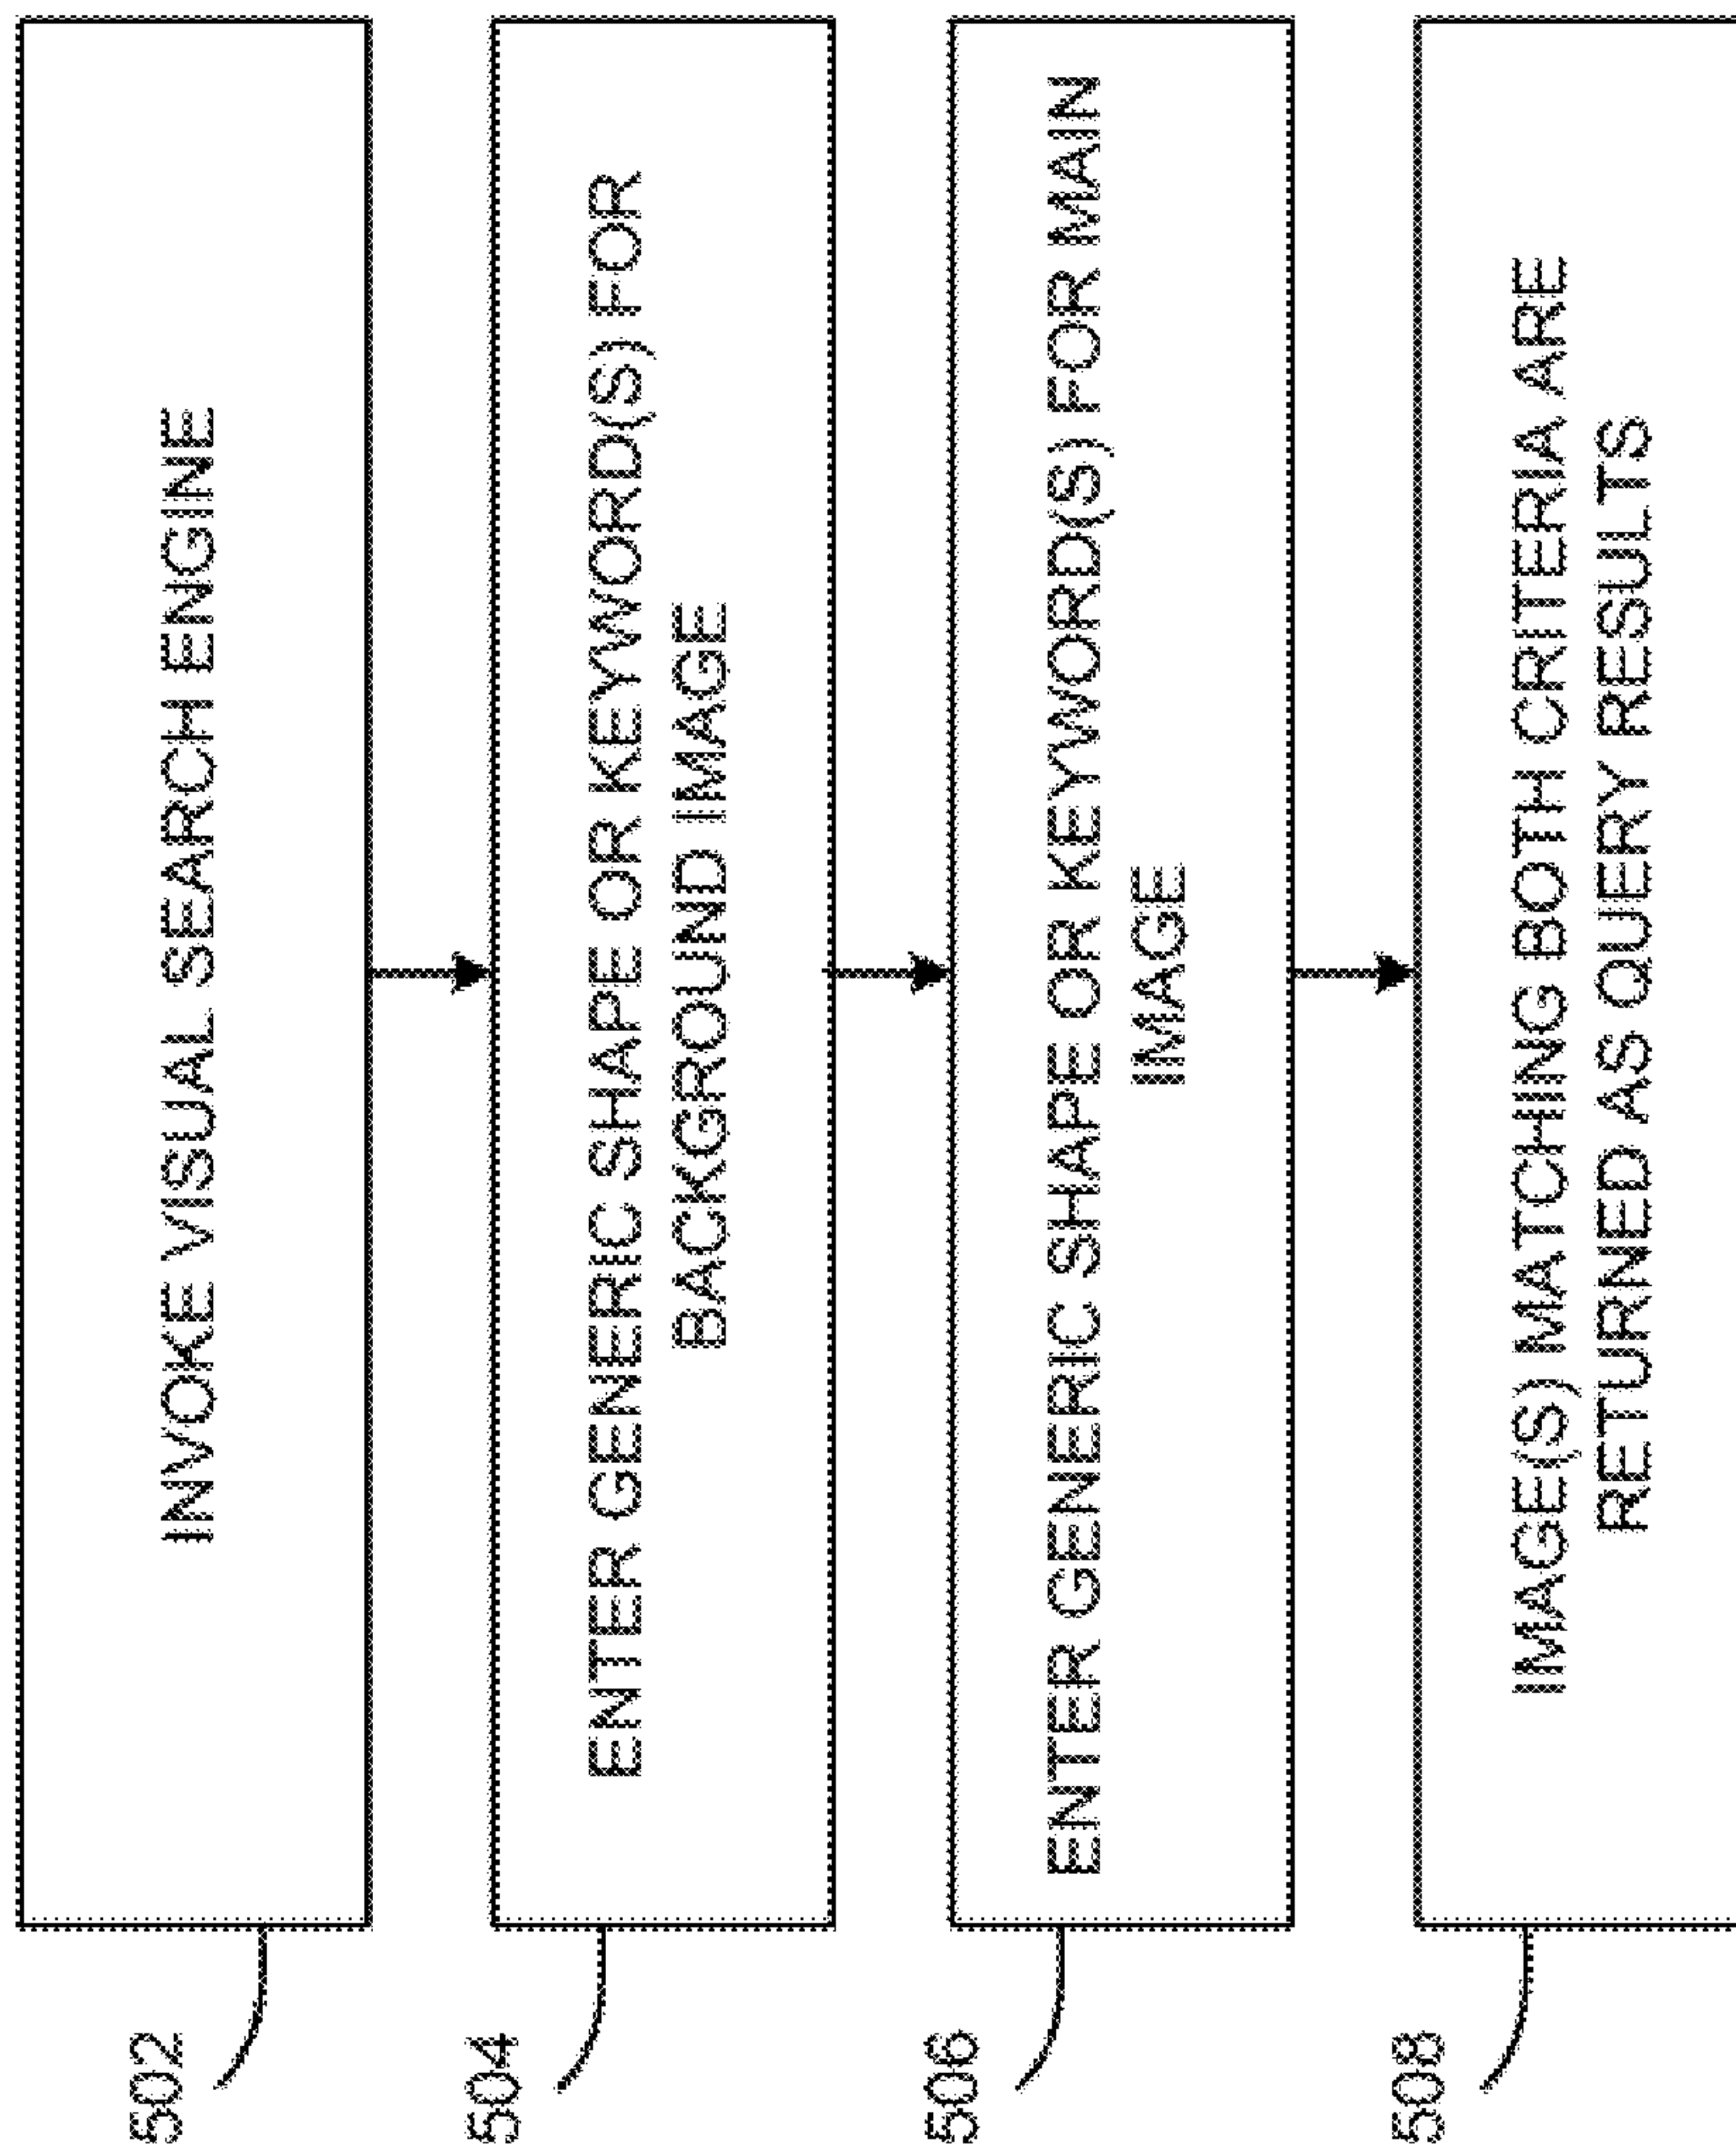 502
INVOKE VISUAL SEARCH ENGINE
504
ENTER GENERIC SHAPE OR KEYWORD(S) FOR
BACKGROUND IMAGE
506
ENTER GENERIC SHAPE OR KEYWORD(S) FOR MAIN
IMAGE
508
IMAGE(S) MATCHING BOTH CRITERIA ARE
RETURNED AS QUERY RESULTS